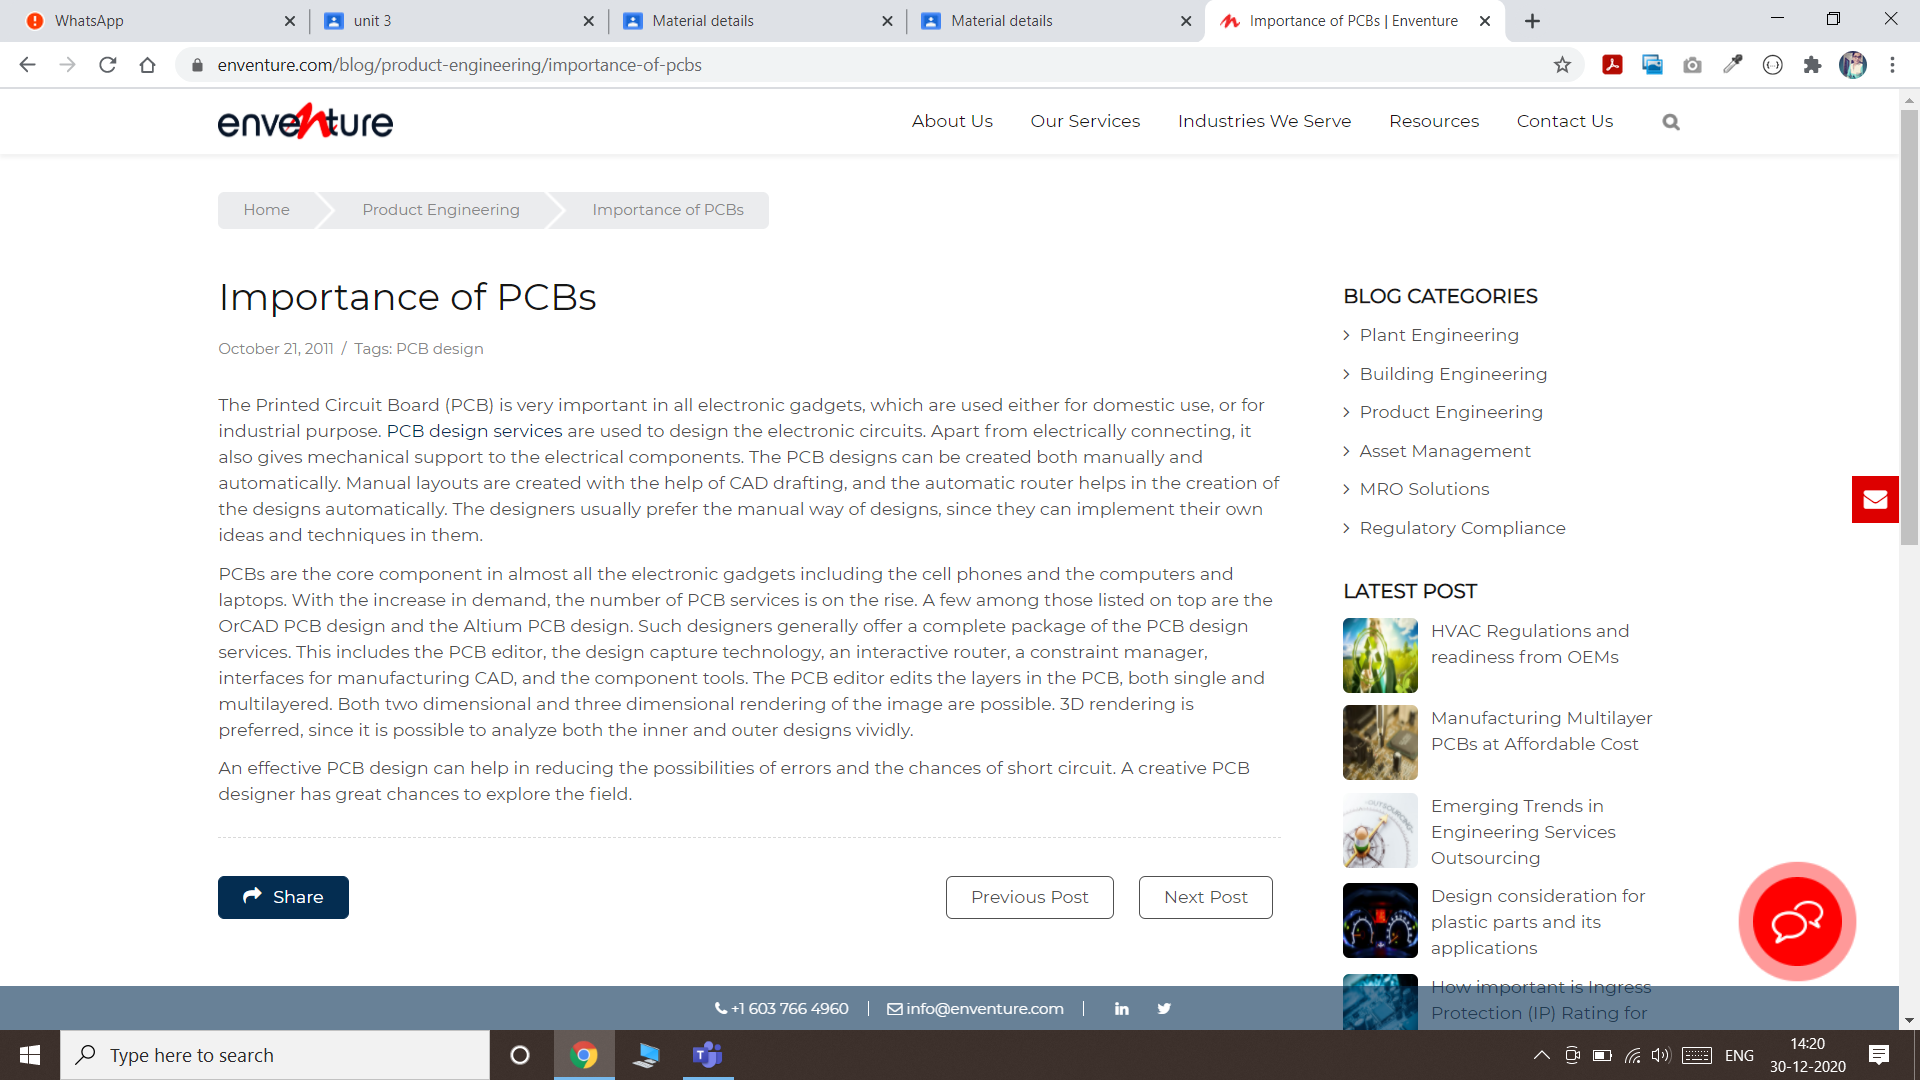 WhatsApp
unit 3
Material details
Material details
Importance of PCBs | Enventure
enventure.com/blog/product-engineering/importance-of-pcbs
enventure
About Us
Our Services
Industries We Serve
Resources
Contact Us
Home
Product Engineering
Importance of PCBs
Importance of PCBs
October 21, 2011 / Tags: PCB design
The Printed Circuit Board (PCB) is very important in all electronic gadgets, which are used either for domestic use, or for
industrial purpose. PCB design services are used to design the electronic circuits. Apart from electrically connecting, it
also gives mechanical support to the electrical components. The PCB designs can be created both manually and
automatically. Manual layouts are created with the help of CAD drafting, and the automatic router helps in the creation of
the designs automatically. The designers usually prefer the manual way of designs, since they can implement their own
ideas and techniques in them.
PCBs are the core component in almost all the electronic gadgets including the cell phones and the computers and
laptops. With the increase in demand, the number of PCB services is on the rise. A few among those listed on top are the
OrCAD PCB design and the Altium PCB design. Such designers generally offer a complete package of the PCB design
services. This includes the PCB editor, the design capture technology, an interactive router, a constraint manager,
interfaces for manufacturing CAD, and the component tools. The PCB editor edits the layers in the PCB, both single and
multilayered. Both two dimensional and three dimensional rendering of the image are possible. 3D rendering is
preferred, since it is possible to analyze both the inner and outer designs vividly.
An effective PCB design can help in reducing the possibilities of errors and the chances of short circuit. A creative PCB
designer has great chances to explore the field.
Share
Previous Post
Next Post
BLOG CATEGORIES
Plant Engineering
Building Engineering
Product Engineering
Asset Management
MRO Solutions
Regulatory Compliance
LATEST POST
HVAC Regulations and
readiness from OEMs
Manufacturing Multilayer
PCBs at Affordable Cost
OUTSOURCING
Emerging Trends in
Engineering Services
Outsourcing
Design consideration for
plastic parts and its
applications
How important is Ingress
Protection (IP) Rating for
+1 603 766 4960
info@enventure.com
Type here to search
ENG
14:20
30-12-2020